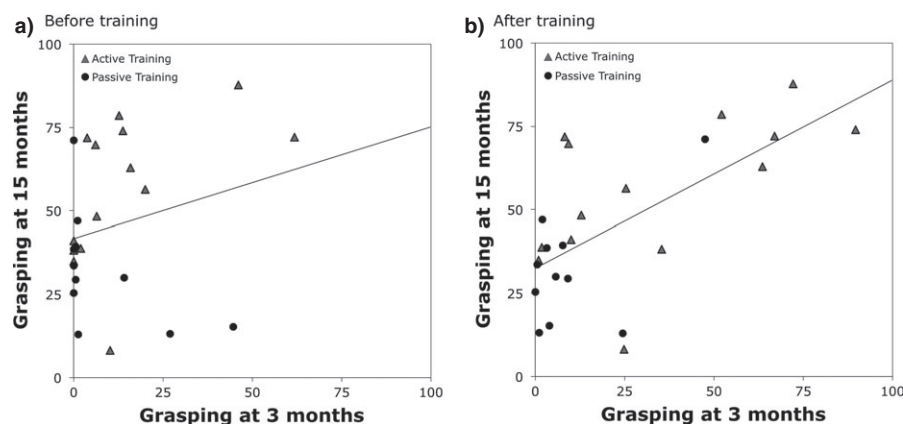 a) Before training
100
▲ Active Training
● Passive Training
75
50
25
0
Grasping at 15 months
0 25 50 75 100
Grasping at 3 months
b) After training
100
▲ Active Training
● Passive Training
75
50
25
0
Grasping at 15 months
0 25 50 75 100
Grasping at 3 months